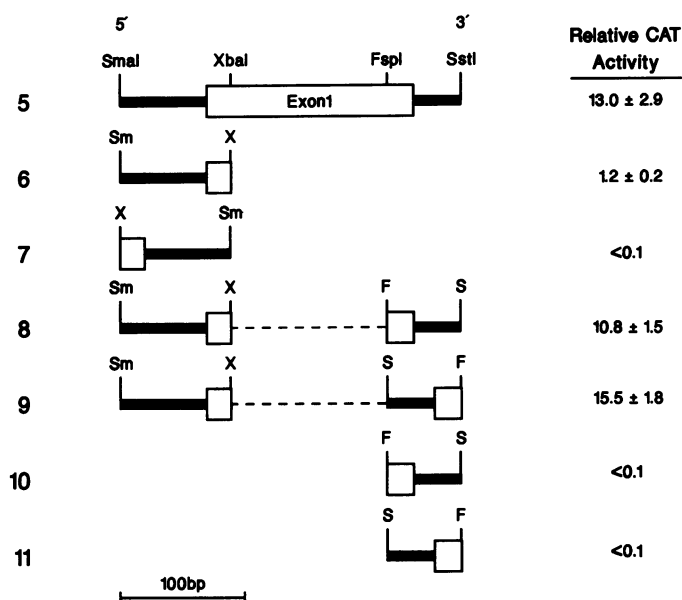 5´ 3´ Relative CAT
Activity
SmaI XbaI FspI SstI
5 Exon1 13.0 ± 2.9
Sm X
6 1.2 ± 0.2
X Sm
7 <0.1
Sm X F S
8 10.8 ± 1.5
Sm X S F
9 15.5 ± 1.8
F S
10 <0.1
S F
11 <0.1
100bp